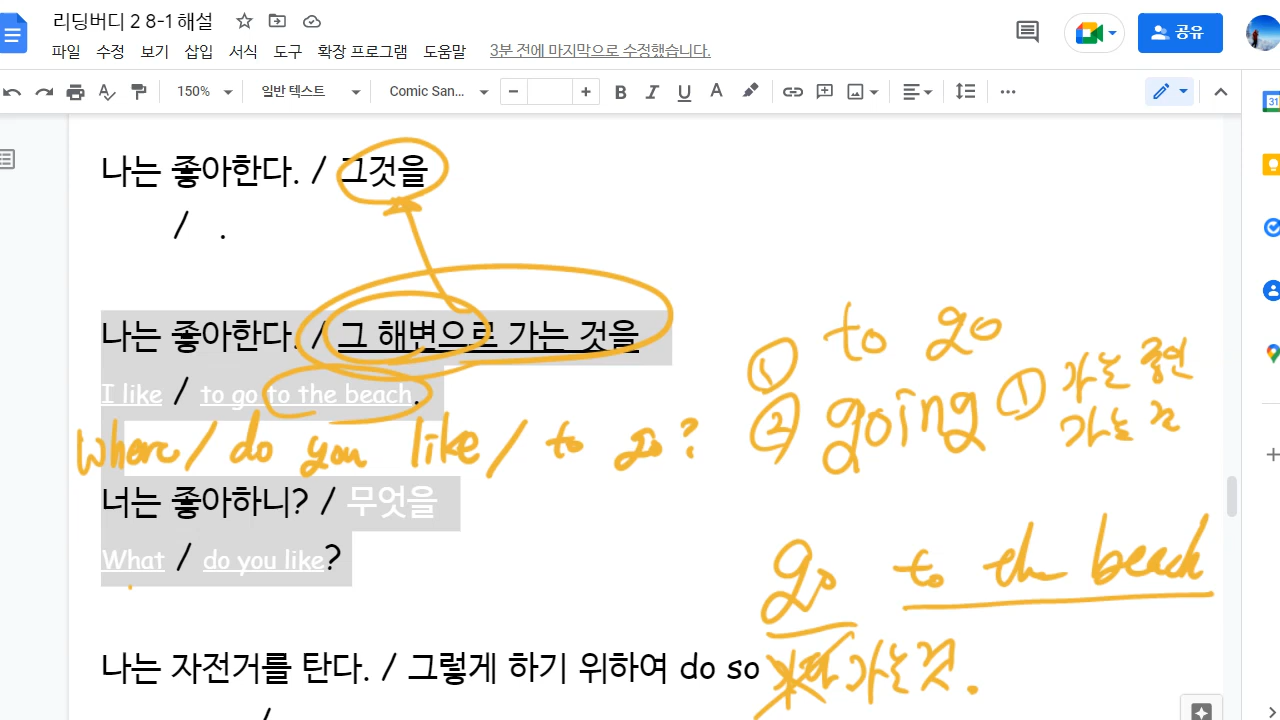 리딩버디 2 8-1 해설
파일 수정 보기 삽입 서식 도구 확장 프로그램 도움말 3분 전에 마지막으로 수정했습니다.
공유
150% 일반 텍스트 Comic San... − + B I U A
31
나는 좋아한다. / 그것을
/ .
나는 좋아한다. / 그 해변으로 가는 것을
I like / to go to the beach.
where / do you like / to go?
① to go
② going ① 가는 중인
가는 것
너는 좋아하니? / 무엇을
What / do you like?
go to the beach
가는 것.
나는 자전거를 탄다. / 그렇게 하기 위하여 do so
/